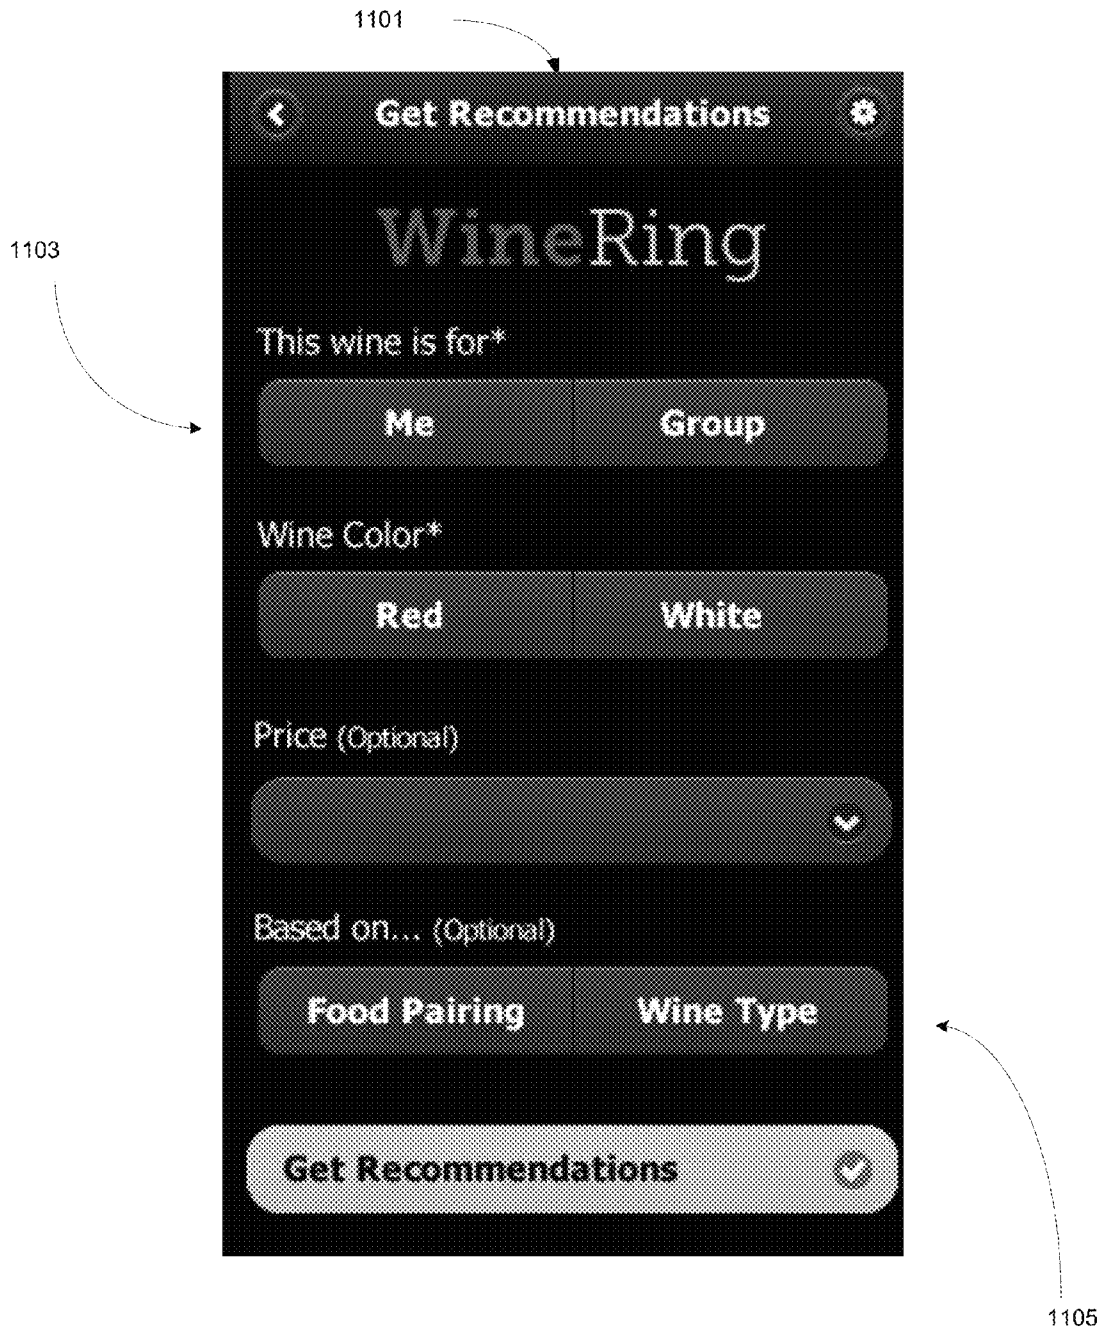 1101
Get Recommendations
WineRing
1103
This wine is for*
Me Group
Wine Color*
Red White
Price (Optional)
Based on... (Optional)
Food Pairing Wine Type
Get Recommendations
1105